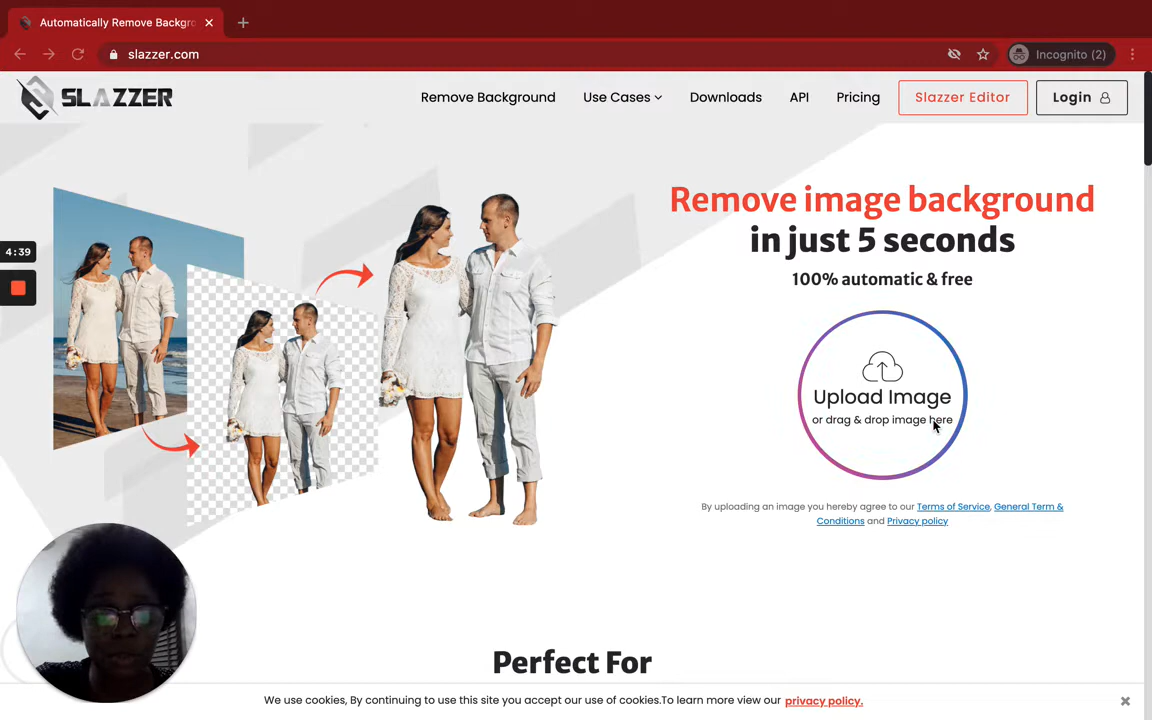 Automatically Remove Backgr
slazzer.com
Incognito (2)
SLAZZER
Remove Background
Use Cases
Downloads
API
Pricing
Slazzer Editor
Login
Remove image background
in just 5 seconds
100% automatic & free
4:39
Upload Image
or drag & drop image here
By uploading an image you hereby agree to our Terms of Service, General Term &
Conditions and Privacy policy
Perfect For
We use cookies, By continuing to use this site you accept our use of cookies.To learn more view our privacy policy.